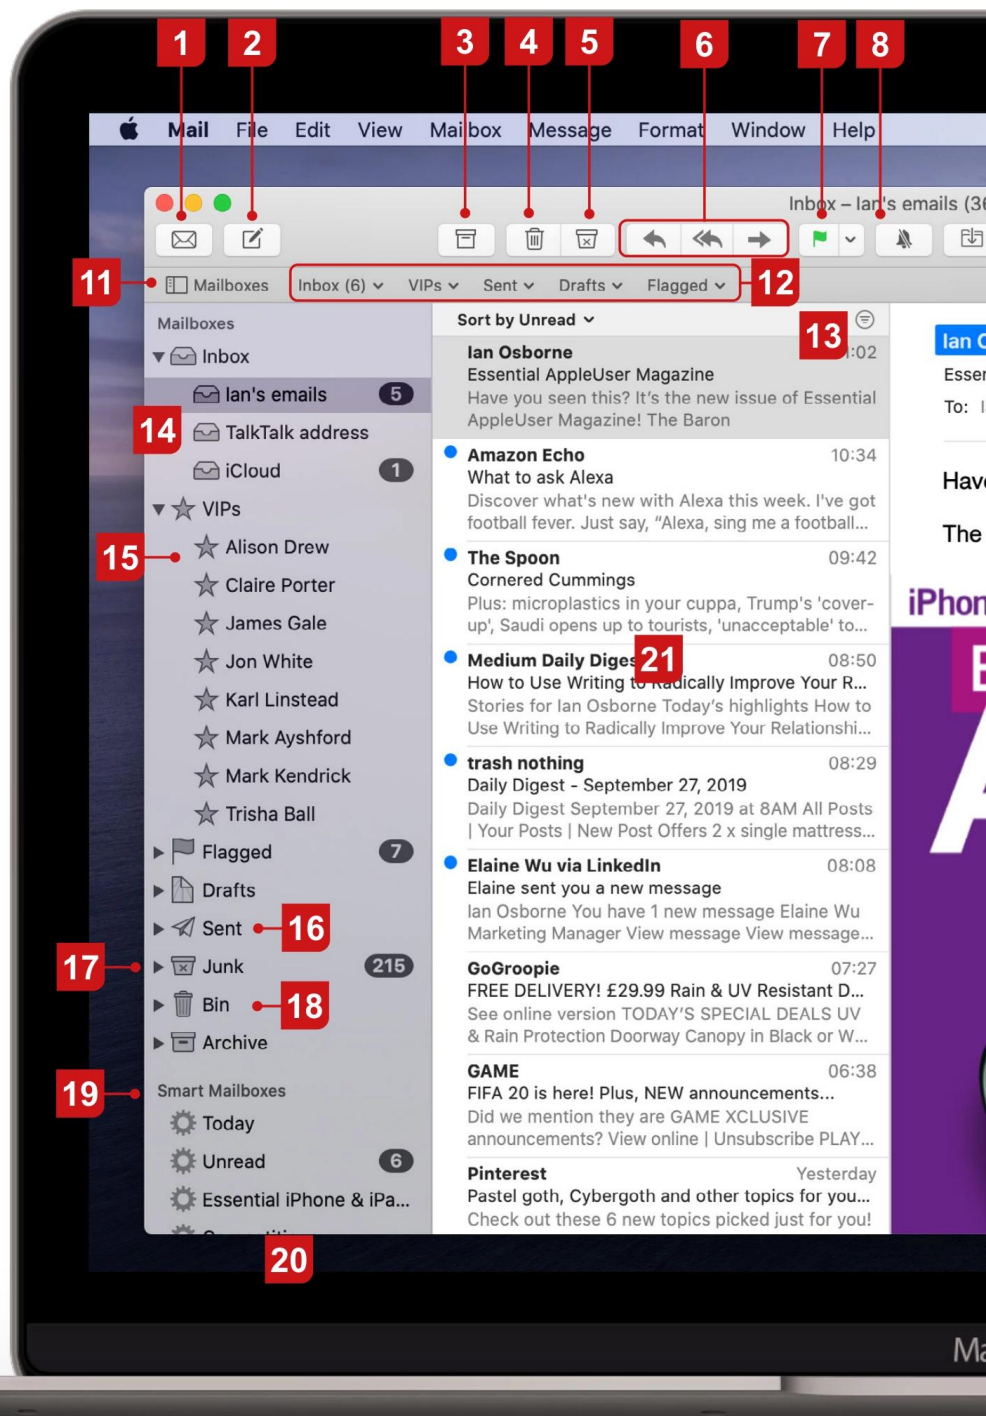 1 2 3 4 5 6 7 8
Mail File Edit View Mailbox Message Format Window Help
Inbox – Ian's emails (36
11 Mailboxes Inbox (6) VIPs Sent Drafts Flagged 12
Mailboxes
Inbox
Ian's emails 5
14 TalkTalk address
iCloud 1
VIPs
15 Alison Drew
Claire Porter
James Gale
Jon White
Karl Linstead
Mark Ayshford
Mark Kendrick
Trisha Ball
Flagged 7
Drafts
Sent 16
17 Junk 215
Bin 18
Archive
19 Smart Mailboxes
Today
Unread 6
Essential iPhone & iPa...
20
Sort by Unread 13
Ian Osborne :02
Essential AppleUser Magazine
Have you seen this? It's the new issue of Essential
AppleUser Magazine! The Baron
Amazon Echo 10:34
What to ask Alexa
Discover what's new with Alexa this week. I've got
football fever. Just say, “Alexa, sing me a football...
The Spoon 09:42
Cornered Cummings
Plus: microplastics in your cuppa, Trump's 'cover-
up', Saudi opens up to tourists, 'unacceptable' to...
21
Medium Daily Diges 08:50
How to Use Writing to Radically Improve Your R...
Stories for Ian Osborne Today's highlights How to
Use Writing to Radically Improve Your Relationshi...
trash nothing 08:29
Daily Digest - September 27, 2019
Daily Digest September 27, 2019 at 8AM All Posts
| Your Posts | New Post Offers 2 x single mattress...
Elaine Wu via LinkedIn 08:08
Elaine sent you a new message
Ian Osborne You have 1 new message Elaine Wu
Marketing Manager View message View message...
GoGroopie 07:27
FREE DELIVERY! £29.99 Rain & UV Resistant D...
See online version TODAY'S SPECIAL DEALS UV
& Rain Protection Doorway Canopy in Black or W...
GAME 06:38
FIFA 20 is here! Plus, NEW announcements...
Did we mention they are GAME XCLUSIVE
announcements? View online | Unsubscribe PLAY...
Pinterest Yesterday
Pastel goth, Cybergoth and other topics for you...
Check out these 6 new topics picked just for you!
Ian O
Essen
To:
Have
The
iPhon
Ma